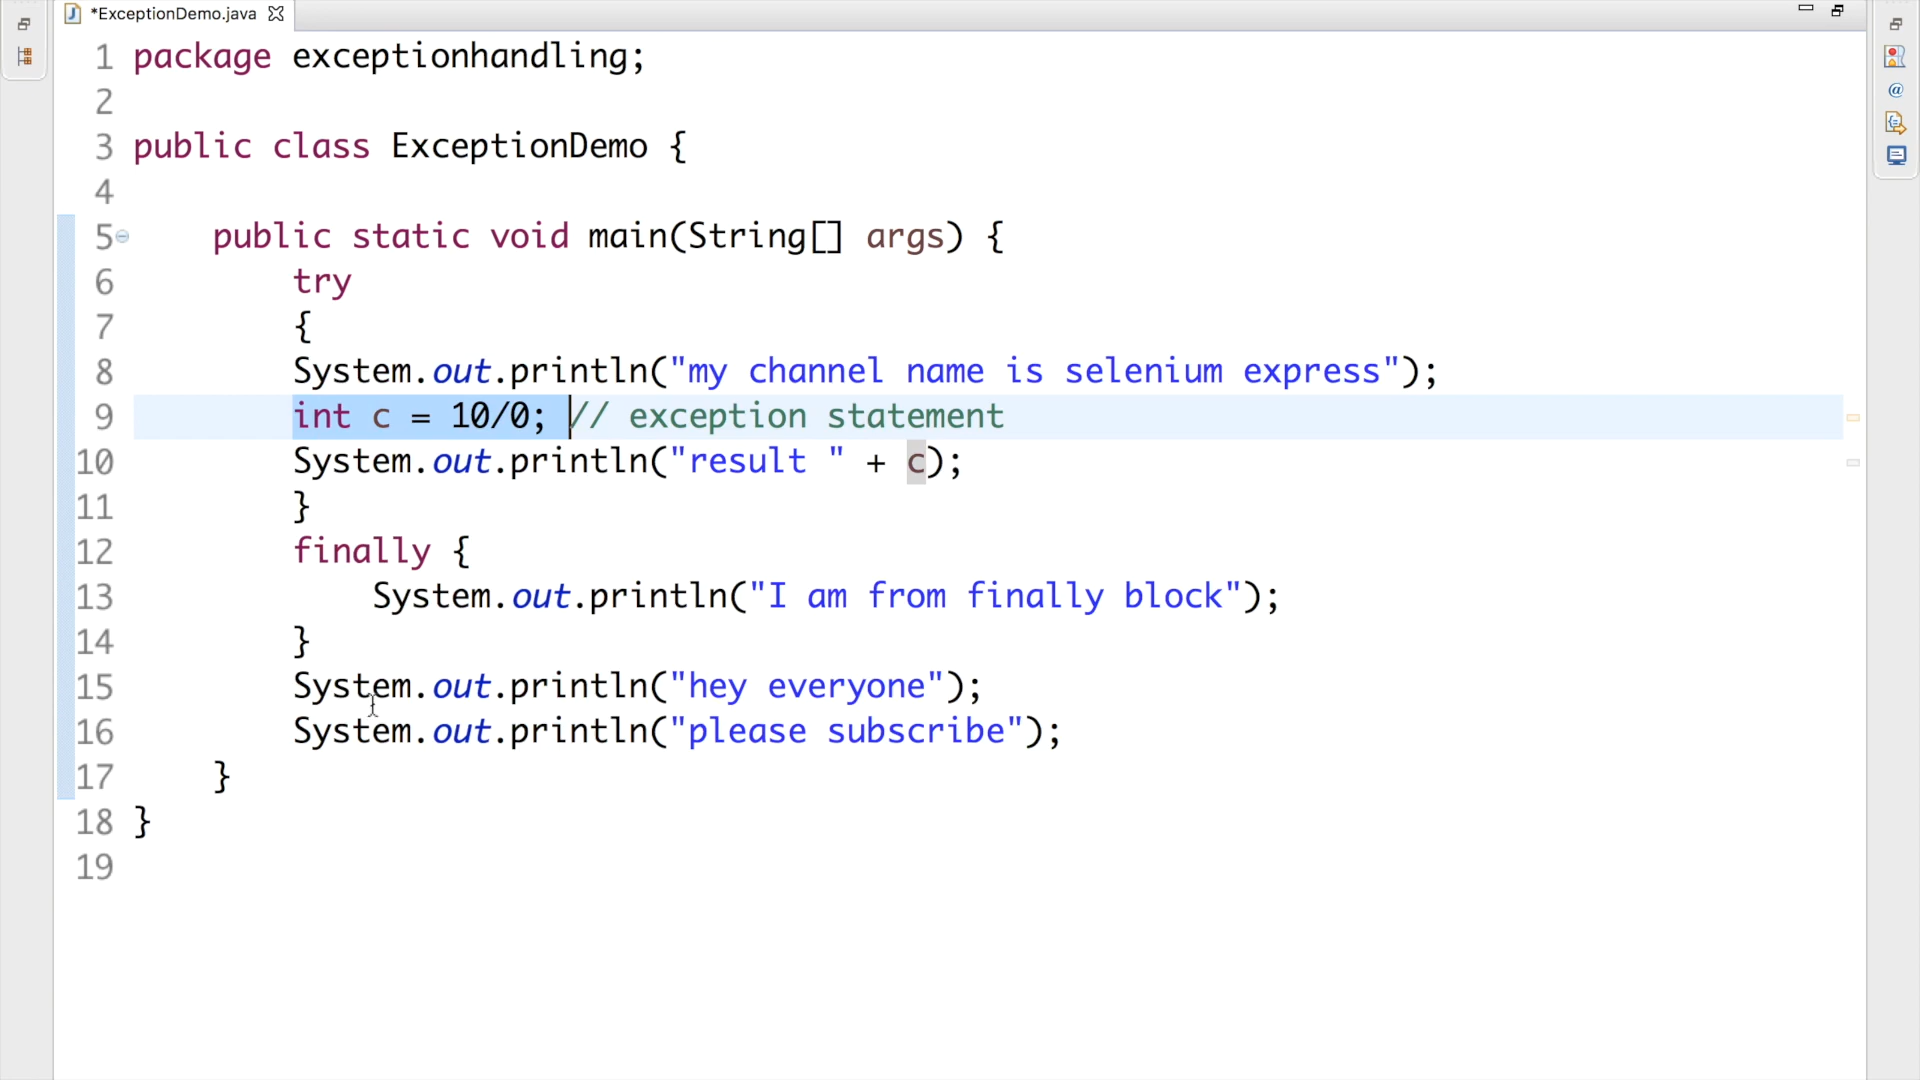 *ExceptionDemo.java
1 package exceptionhandling;
2
3 public class ExceptionDemo {
4
5 public static void main(String[] args) {
6 try
7 {
8 System.out.println("my channel name is selenium express");
9 int c = 10/0; // exception statement
10 System.out.println("result " + c);
11 }
12 finally {
13 System.out.println("I am from finally block");
14 }
15 System.out.println("hey everyone");
16 System.out.println("please subscribe");
17 }
18 }
19